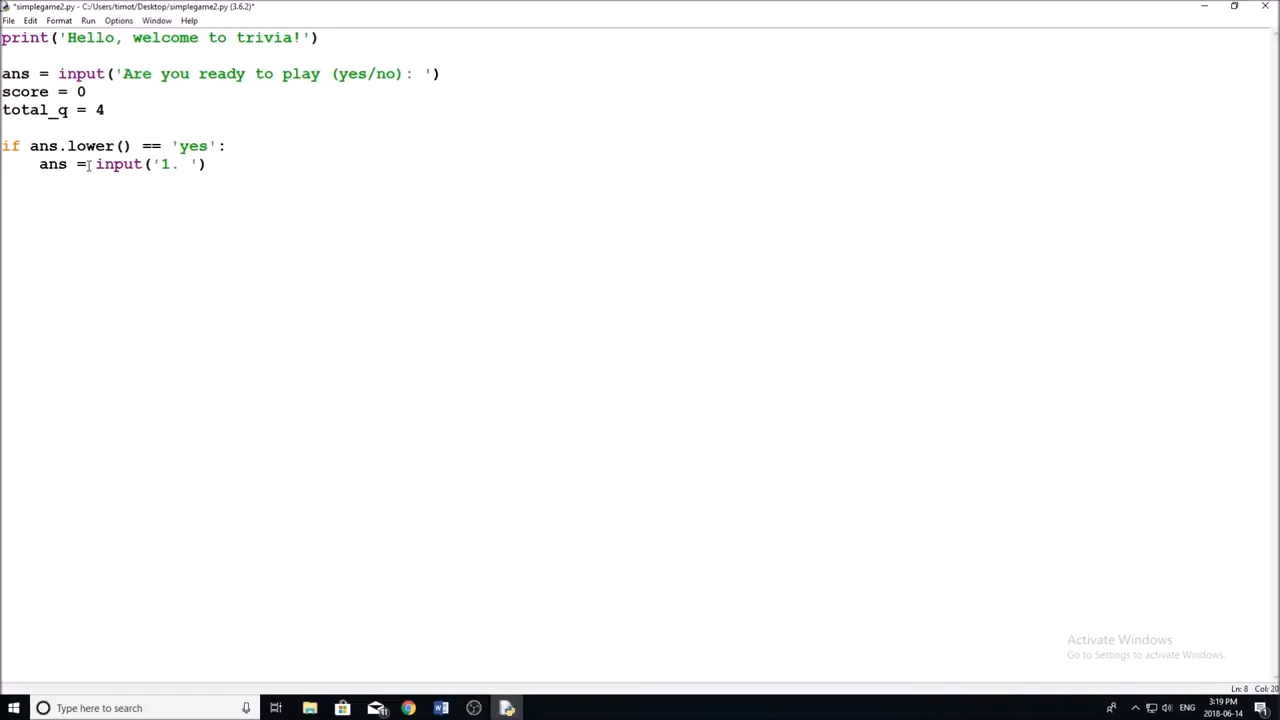 *simplegame2.py - C:/Users/timot/Desktop/simplegame2.py (3.6.2)*
File Edit Format Run Options Window Help
print('Hello, welcome to trivia!')
ans = input('Are you ready to play (yes/no): ')
score = 0
total_q = 4
if ans.lower() == 'yes':
ans = input('1. ')
Activate Windows
Go to Settings to activate Windows.
Ln: 8 Col: 20
Type here to search
ENG
3:19 PM
2018-06-14